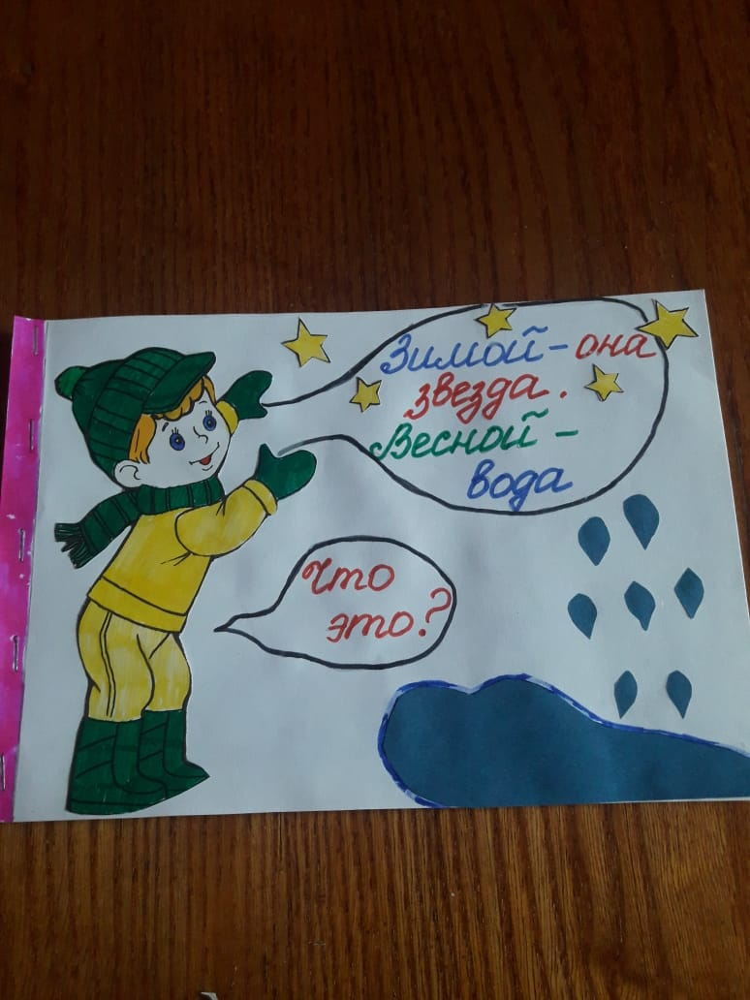 Зимой - она
звезда.
Весной -
вода
Что
это?